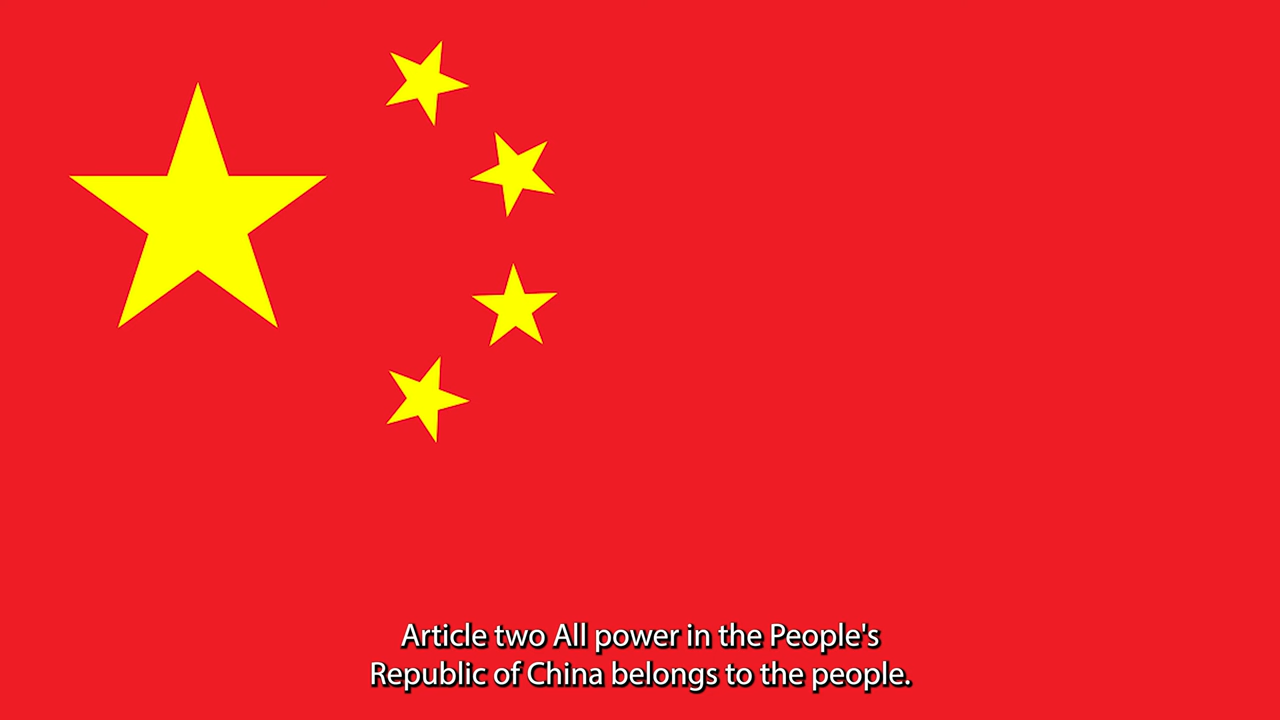 Article two All power in the People's
Republic of China belongs to the people.